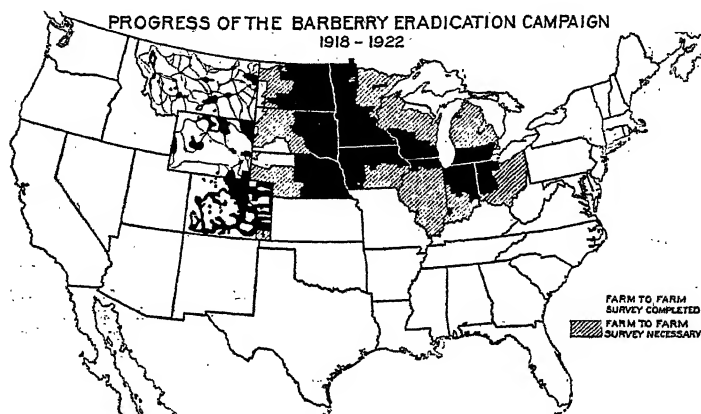 PROGRESS OF THE BARBERRY ERADICATION CAMPAIGN
1918 - 1922
FARM TO FARM
SURVEY COMPLETED
FARM TO FARM
SURVEY NECESSARY